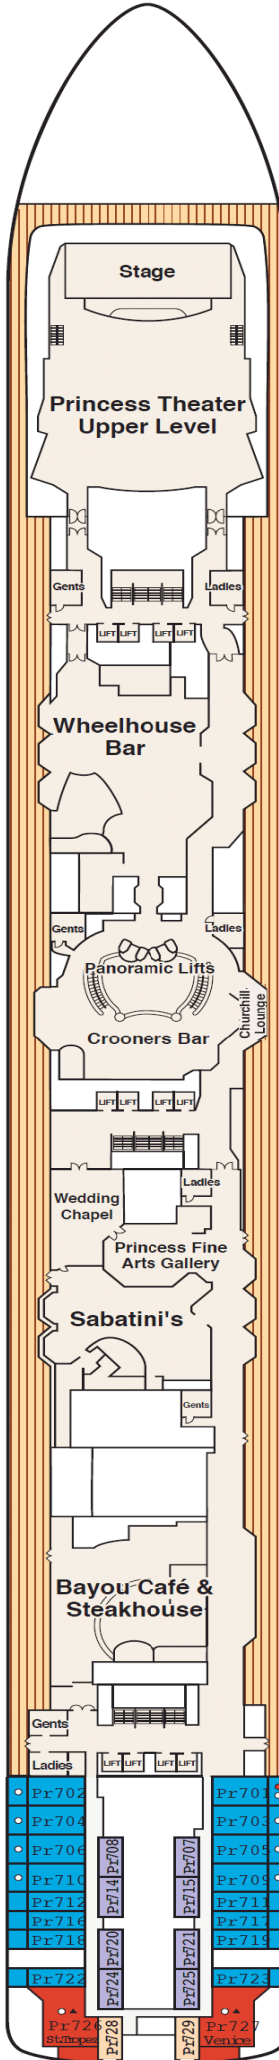 Stage
Princess Theater
Upper Level
Gents
Ladies
LIFT LIFT LIFT LIFT
Wheelhouse
Bar
Gents
Ladies
Panoramic Lifts
Churchill
Lounge
Crooners Bar
LIFT LIFT LIFT LIFT
Ladies
Wedding
Chapel
Princess Fine
Arts Gallery
Sabatini's
Gents
Bayou Café &
Steakhouse
Gents
Ladies
LIFT LIFT LIFT LIFT
Pr702 Pr701
Pr704 Pr703
Pr706 Pr708 Pr707 Pr705
Pr710 Pr714 Pr715 Pr709
Pr712 Pr711
Pr716 Pr717
Pr718 Pr720 Pr721 Pr719
Pr722 Pr724 Pr725 Pr723
Pr726 Pr728 Pr729 Pr727
St.Tropez Venice